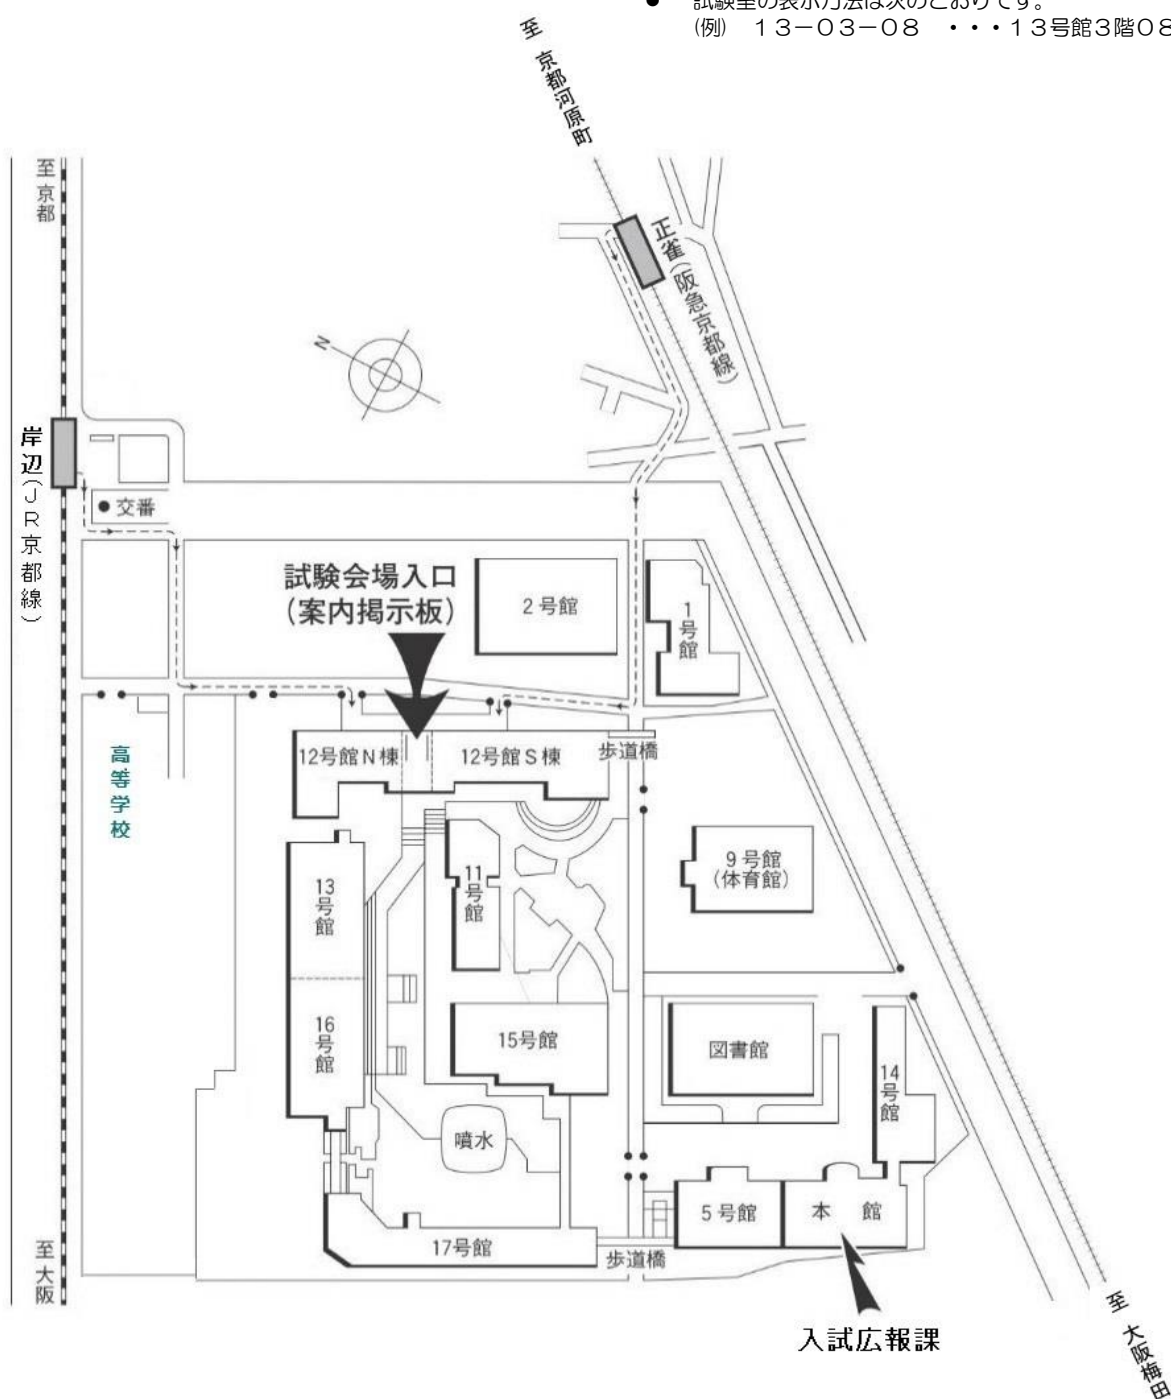 ● 試験室の表示方法は次のとおりです。
(例) １３－０３－０８ ・・・１３号館３階０８
至 京都河原町
至 京都
正雀(阪急京都線)
N
岸辺(ＪＲ京都線)
交番
試験会場入口
(案内掲示板)
2号館
1号館
12号館N棟
12号館S棟
歩道橋
高等学校
9号館
(体育館)
11号館
13号館
16号館
15号館
図書館
14号館
噴水
5号館
本 館
17号館
歩道橋
至 大阪
入試広報課
至 大阪梅田